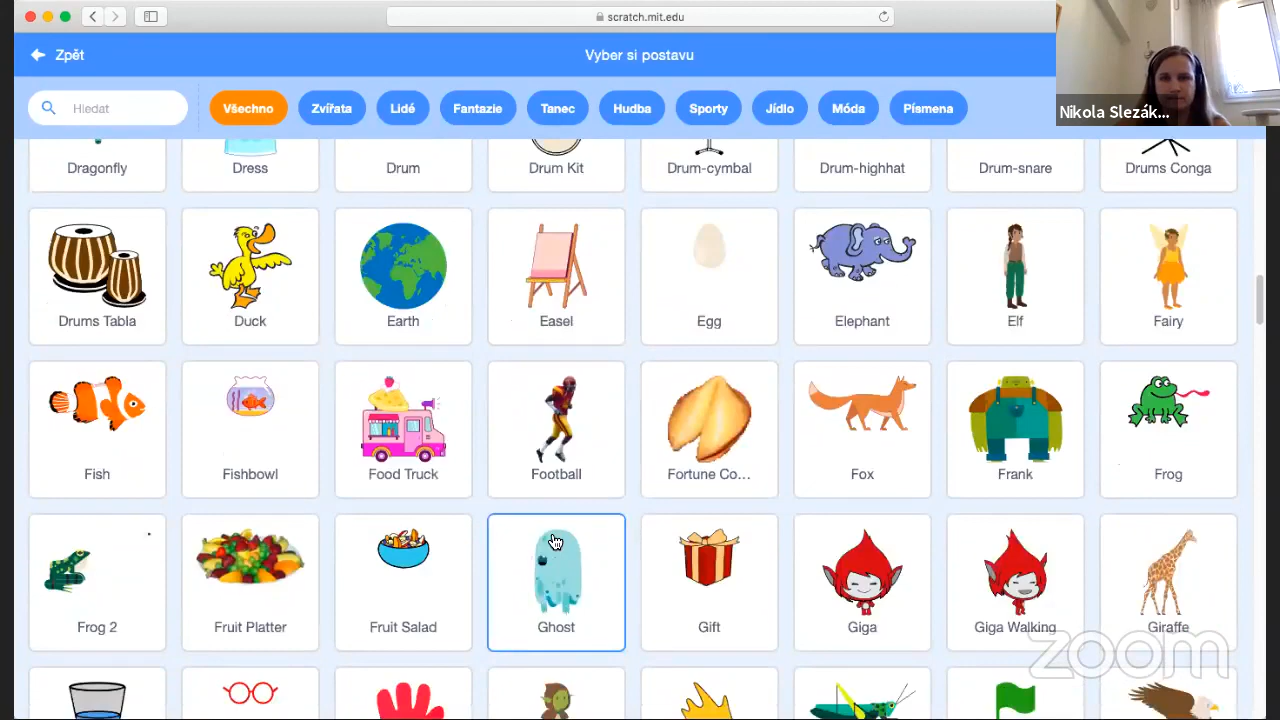 scratch.mit.edu
Zpět
Vyber si postavu
Hledat
Všechno
Zvířata
Lidé
Fantazie
Tanec
Hudba
Sporty
Jídlo
Móda
Písmena
Nikola Slezák...
Dragonfly
Dress
Drum
Drum Kit
Drum-cymbal
Drum-highhat
Drum-snare
Drums Conga
Drums Tabla
Duck
Earth
Easel
Egg
Elephant
Elf
Fairy
Fish
Fishbowl
Food Truck
Football
Fortune Co...
Fox
Frank
Frog
Frog 2
Fruit Platter
Fruit Salad
Ghost
Gift
Giga
Giga Walking
Giraffe
zoom